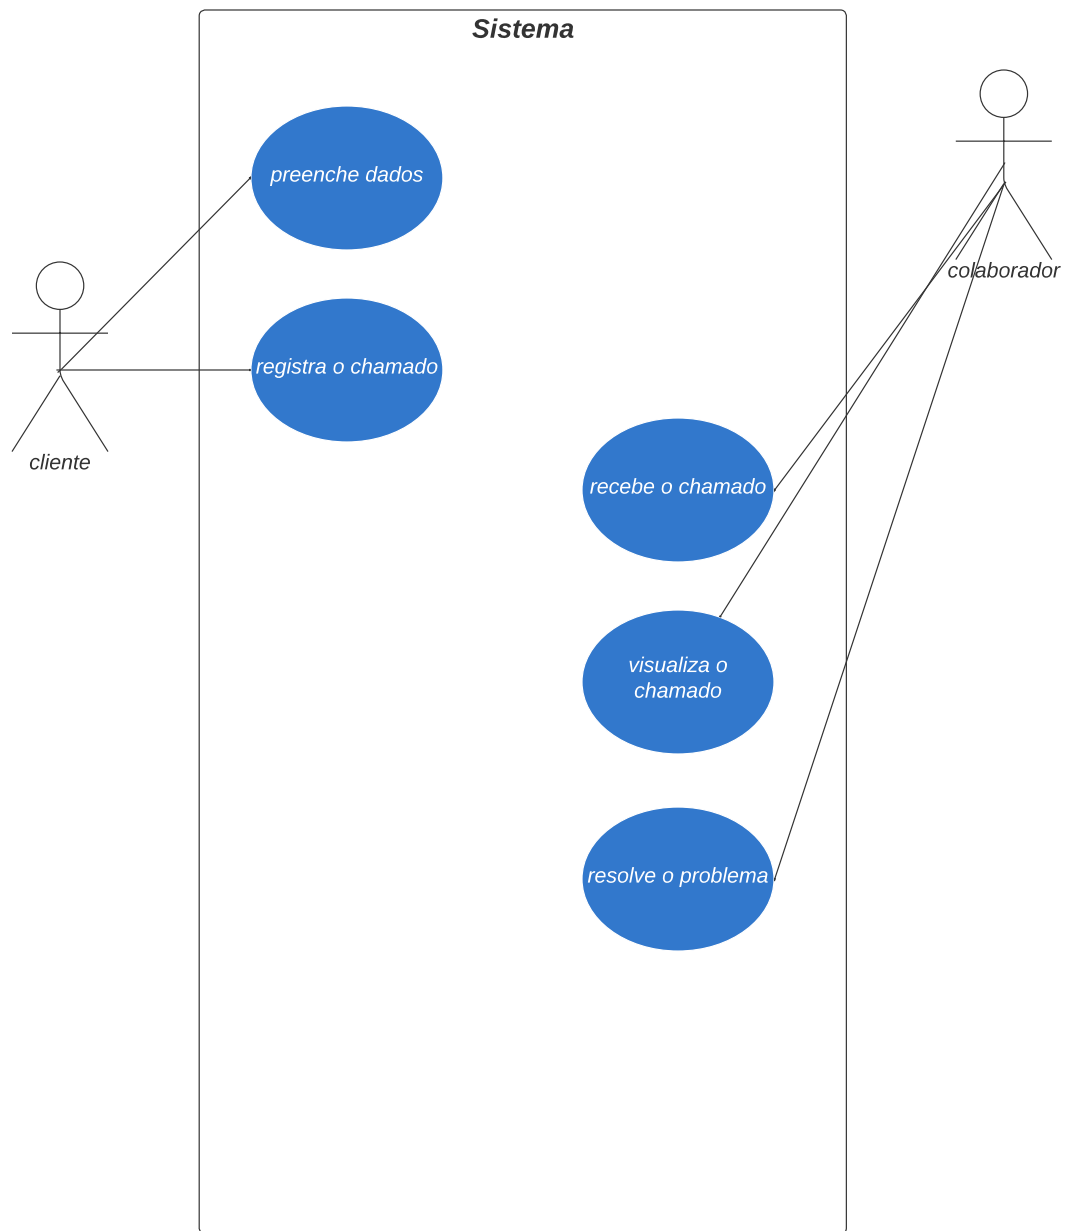 Sistema
preenche dados
registra o chamado
cliente
colaborador
recebe o chamado
visualiza o
chamado
resolve o problema